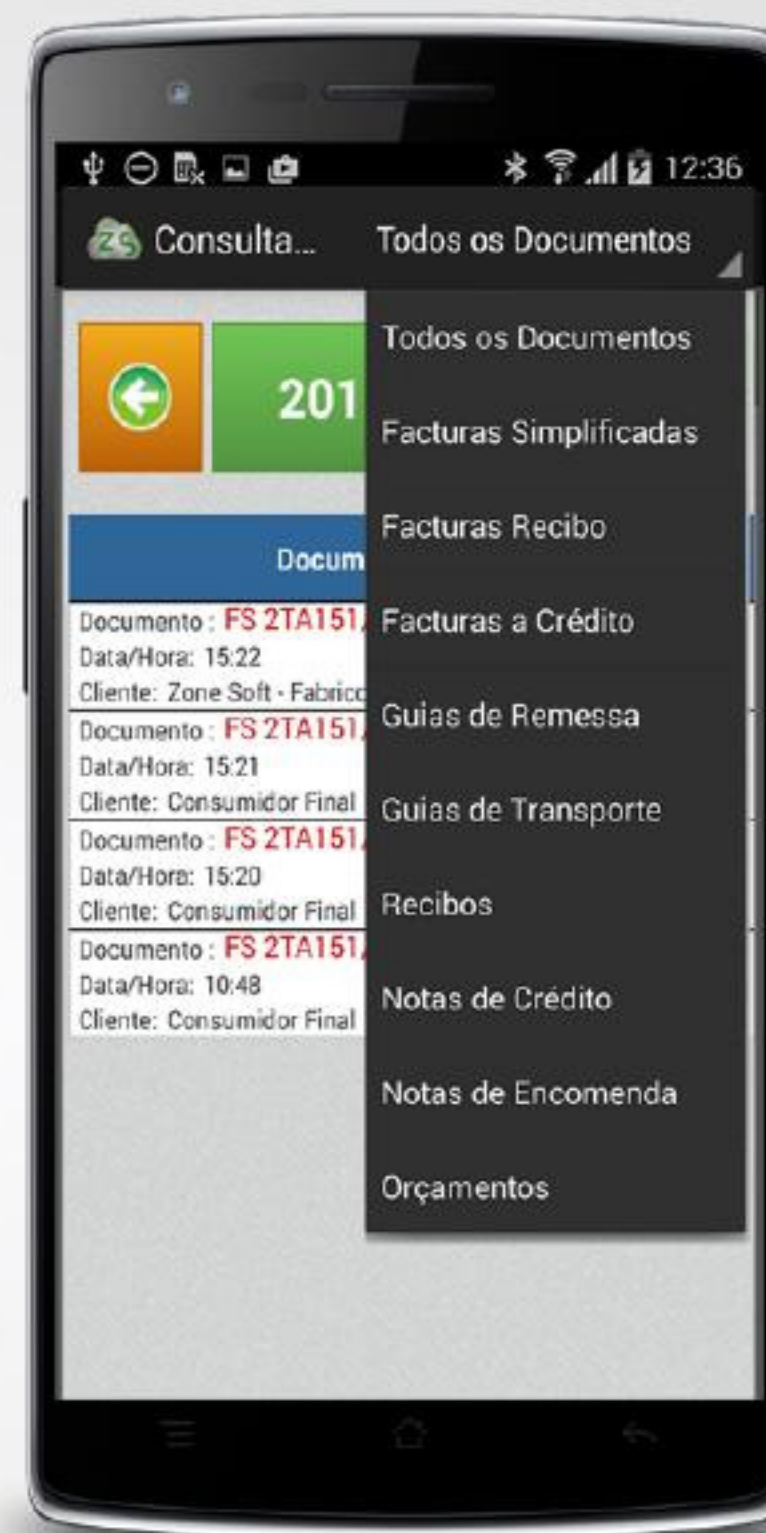 12:36
ZS Consulta... Todos os Documentos
Todos os Documentos
201
Facturas Simplificadas
Facturas Recibo
Docum
Documento : FS 2TA151,
Facturas a Crédito
Data/Hora: 15:22
Cliente: Zone Soft - Fabric
Guias de Remessa
Documento : FS 2TA151,
Data/Hora: 15:21
Cliente: Consumidor Final
Guias de Transporte
Documento : FS 2TA151,
Data/Hora: 15:20
Cliente: Consumidor Final
Recibos
Documento : FS 2TA151,
Data/Hora: 10:48
Cliente: Consumidor Final
Notas de Crédito
Notas de Encomenda
Orçamentos